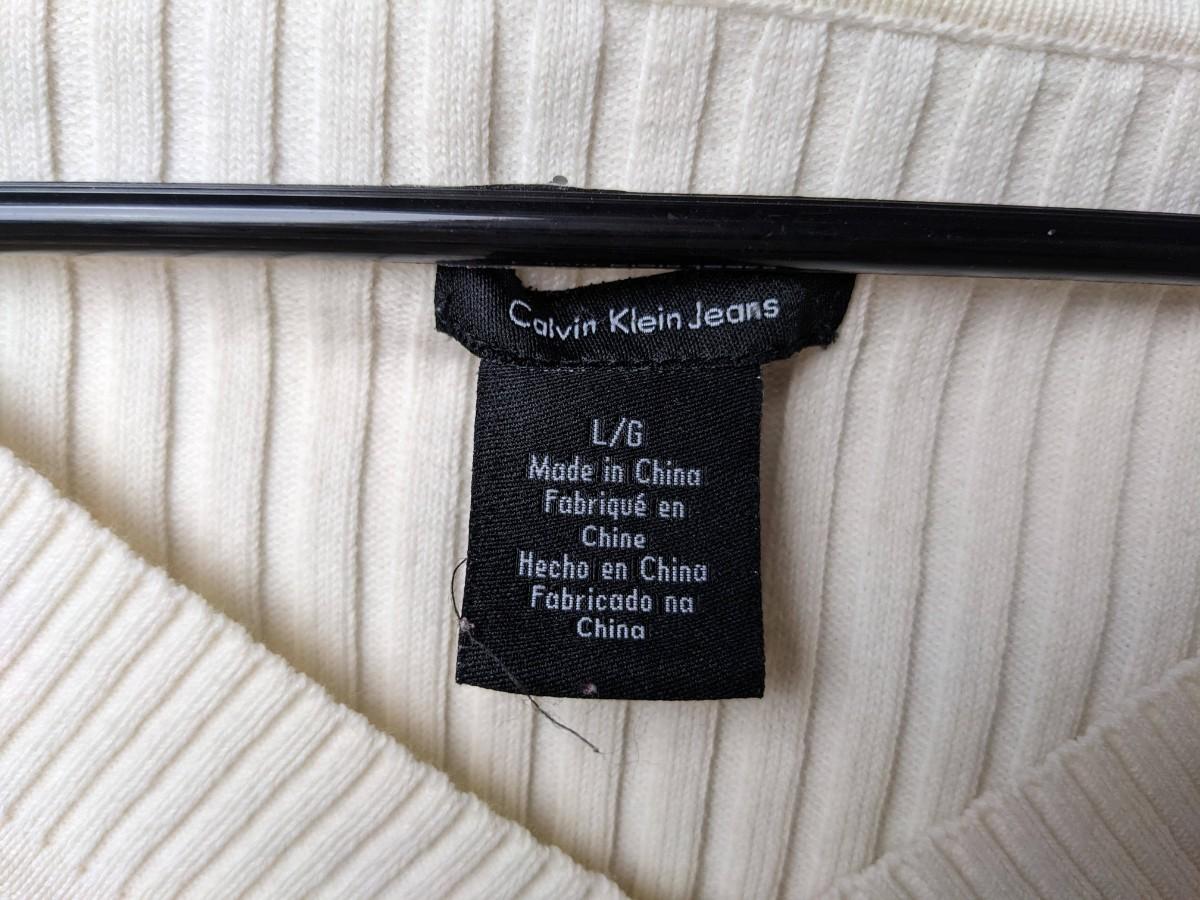 Calvin Klein Jeans
L/G
Made in China
Fabriqué en
Chine
Hecho en China
Fabricado na
China